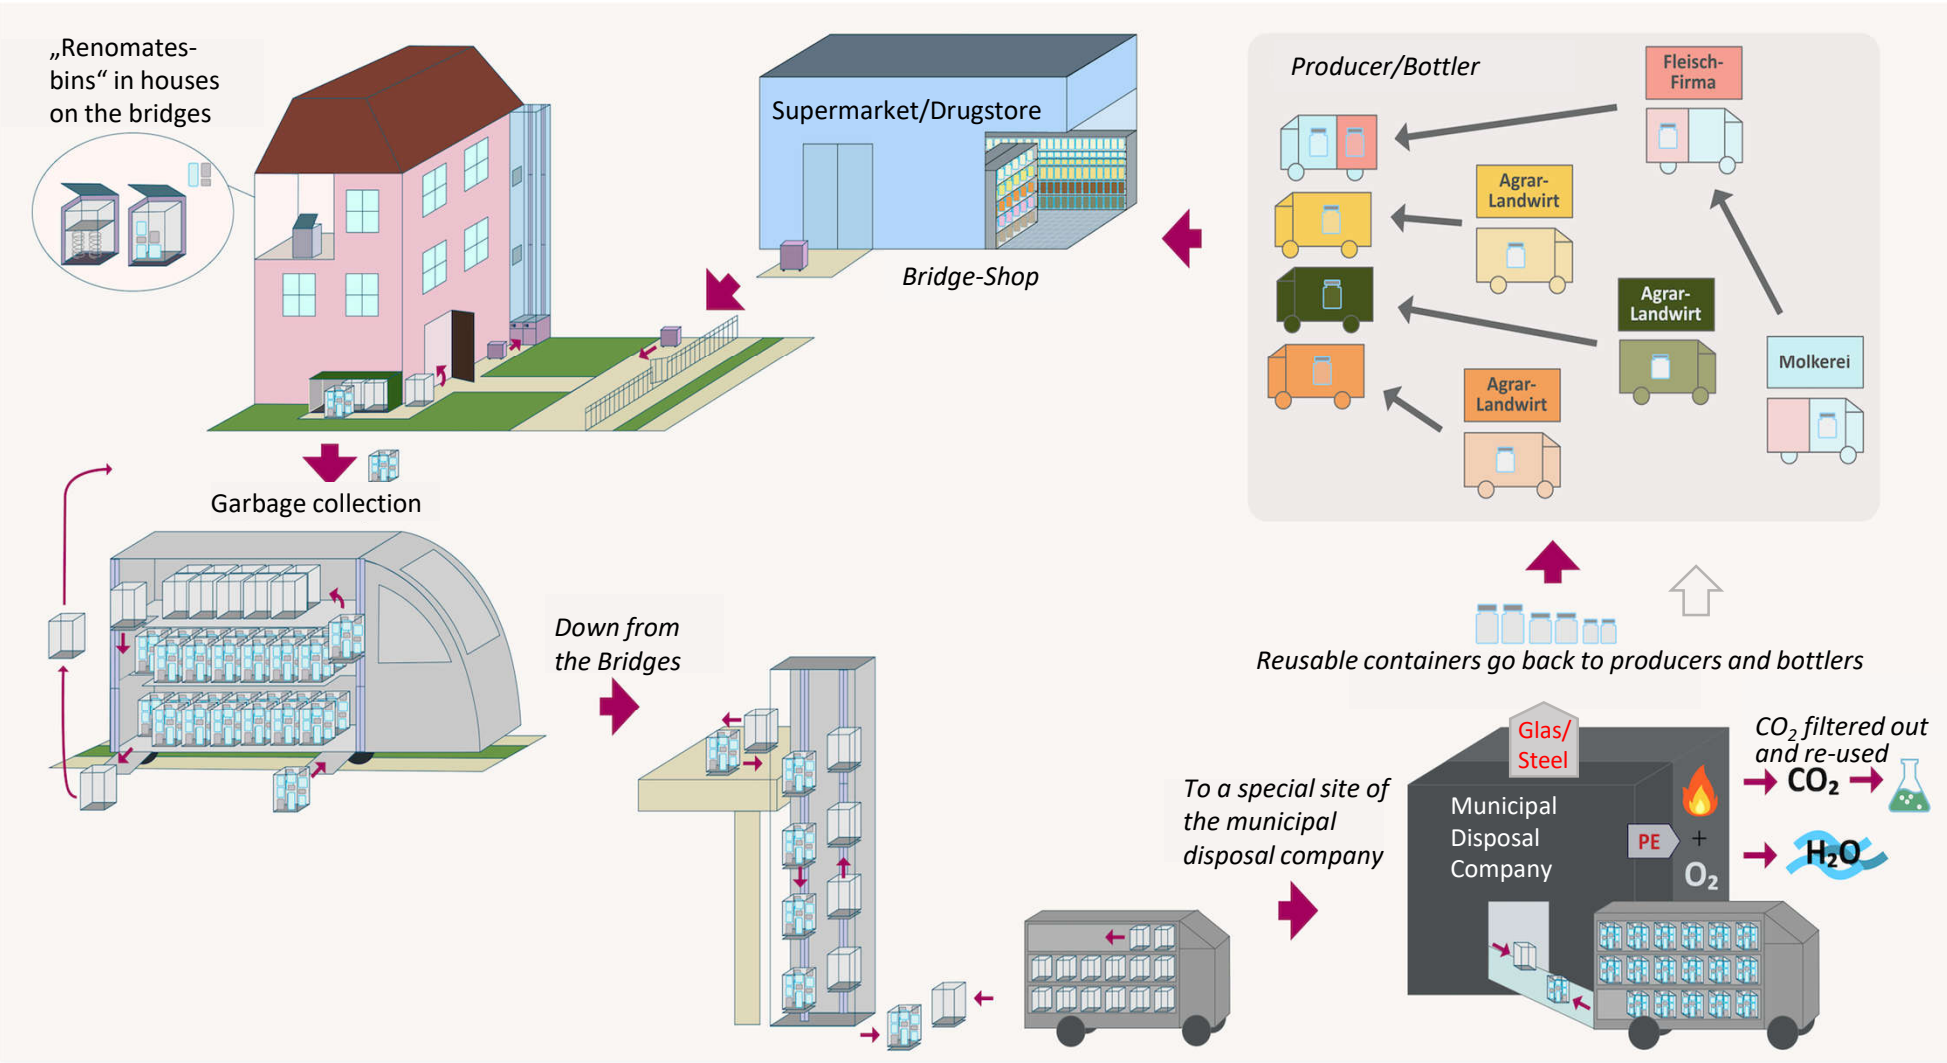 „Renomates-
bins“ in houses
on the bridges
Supermarket/Drugstore
Bridge-Shop
Producer/Bottler
Fleisch-
Firma
Agrar-
Landwirt
Agrar-
Landwirt
Molkerei
Agrar-
Landwirt
Garbage collection
Down from
the Bridges
Reusable containers go back to producers and bottlers
To a special site of
the municipal
disposal company
Glas/
Steel
Municipal
Disposal
Company
PE
+
O₂
CO₂ filtered out
and re-used
CO₂
H₂O